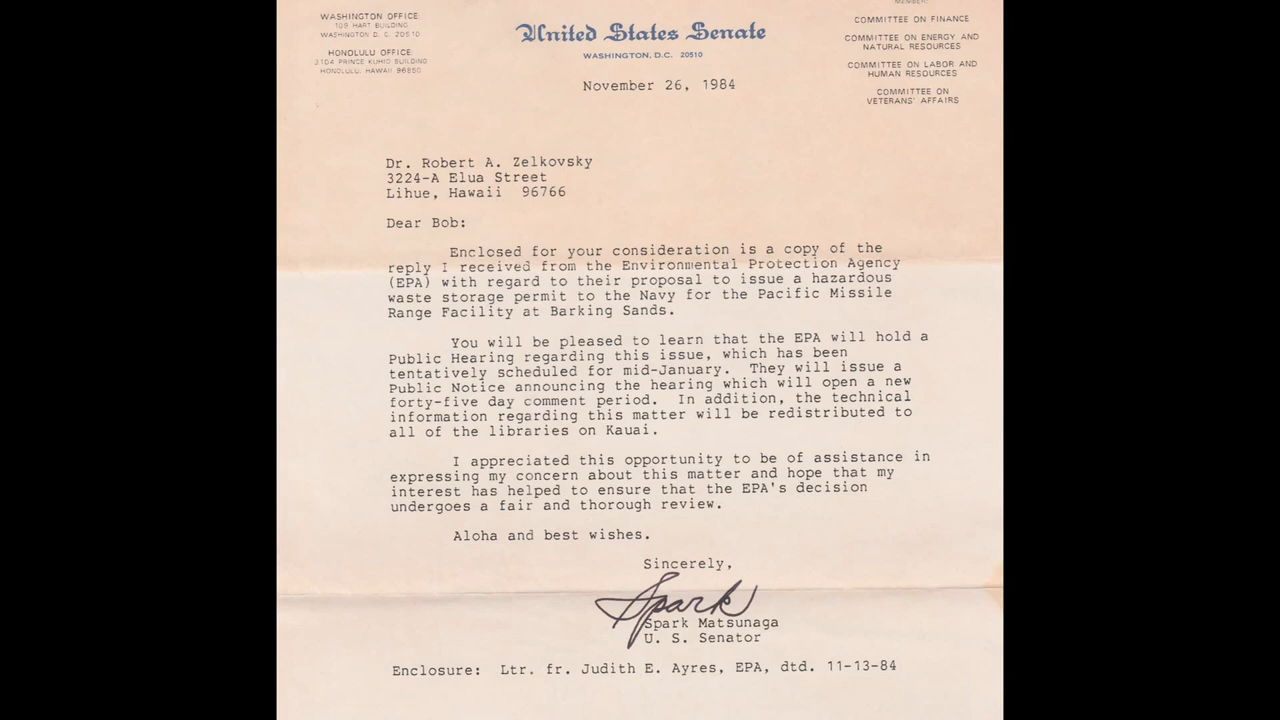 WASHINGTON OFFICE
109 HART BUILDING
WASHINGTON D. C. 20510
HONOLULU OFFICE
3104 PRINCE KUHIO BUILDING
HONOLULU, HAWAII 96850
United States Senate
WASHINGTON, D.C. 20510
MEMBER:
COMMITTEE ON FINANCE
COMMITTEE ON ENERGY AND
NATURAL RESOURCES
COMMITTEE ON LABOR AND
HUMAN RESOURCES
COMMITTEE ON
VETERANS' AFFAIRS
November 26, 1984
Dr. Robert A. Zelkovsky
3224-A Elua Street
Lihue, Hawaii 96766
Dear Bob:
Enclosed for your consideration is a copy of the
reply I received from the Environmental Protection Agency
(EPA) with regard to their proposal to issue a hazardous
waste storage permit to the Navy for the Pacific Missile
Range Facility at Barking Sands.
You will be pleased to learn that the EPA will hold a
Public Hearing regarding this issue, which has been
tentatively scheduled for mid-January. They will issue a
Public Notice announcing the hearing which will open a new
forty-five day comment period. In addition, the technical
information regarding this matter will be redistributed to
all of the libraries on Kauai.
I appreciated this opportunity to be of assistance in
expressing my concern about this matter and hope that my
interest has helped to ensure that the EPA's decision
undergoes a fair and thorough review.
Aloha and best wishes.
Sincerely,
Spark
Spark Matsunaga
U. S. Senator
Enclosure: Ltr. fr. Judith E. Ayres, EPA, dtd. 11-13-84